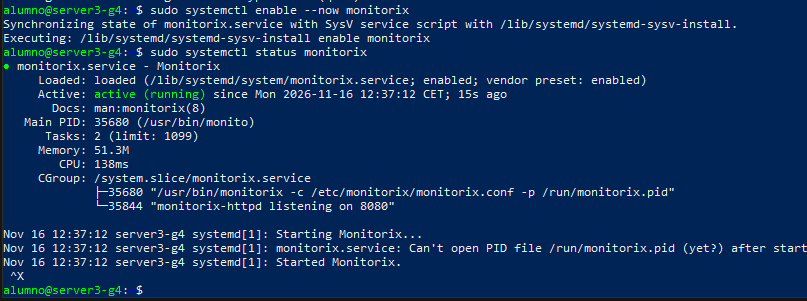 alumno@server3-g4: $ sudo systemctl enable --now monitorix
Synchronizing state of monitorix.service with SysV service script with /lib/systemd/systemd-sysv-install.
Executing: /lib/systemd/systemd-sysv-install enable monitorix
alumno@server3-g4: $ sudo systemctl status monitorix
● monitorix.service - Monitorix
Loaded: loaded (/lib/systemd/system/monitorix.service; enabled; vendor preset: enabled)
Active: active (running) since Mon 2026-11-16 12:37:12 CET; 15s ago
Docs: man:monitorix(8)
Main PID: 35680 (/usr/bin/monito)
Tasks: 2 (limit: 1099)
Memory: 51.3M
CPU: 138ms
CGroup: /system.slice/monitorix.service
├─35680 "/usr/bin/monitorix -c /etc/monitorix/monitorix.conf -p /run/monitorix.pid"
└─35844 "monitorix-httpd listening on 8080"
Nov 16 12:37:12 server3-g4 systemd[1]: Starting Monitorix...
Nov 16 12:37:12 server3-g4 systemd[1]: monitorix.service: Can't open PID file /run/monitorix.pid (yet?) after start
Nov 16 12:37:12 server3-g4 systemd[1]: Started Monitorix.
^X
alumno@server3-g4: $